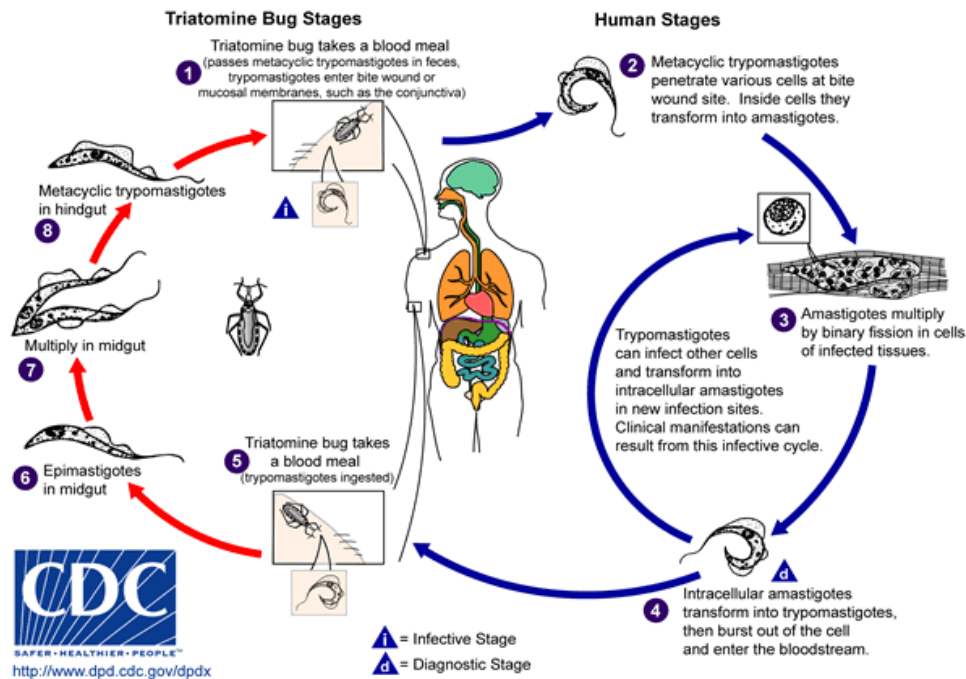 Triatomine Bug Stages
Human Stages
1
Triatomine bug takes a blood meal
(passes metacyclic trypomastigotes in feces,
trypomastigotes enter bite wound or
mucosal membranes, such as the conjunctiva)
i
2
Metacyclic trypomastigotes
penetrate various cells at bite
wound site. Inside cells they
transform into amastigotes.
3
Amastigotes multiply
by binary fission in cells
of infected tissues.
Trypomastigotes
can infect other cells
and transform into
intracellular amastigotes
in new infection sites.
Clinical manifestations can
result from this infective cycle.
d
4
Intracellular amastigotes
transform into trypomastigotes,
then burst out of the cell
and enter the bloodstream.
5
Triatomine bug takes
a blood meal
(trypomastigotes ingested)
6
Epimastigotes
in midgut
Multiply in midgut
7
Metacyclic trypomastigotes
in hindgut
8
i = Infective Stage
d = Diagnostic Stage
CDC
SAFER • HEALTHIER • PEOPLE™
http://www.dpd.cdc.gov/dpdx